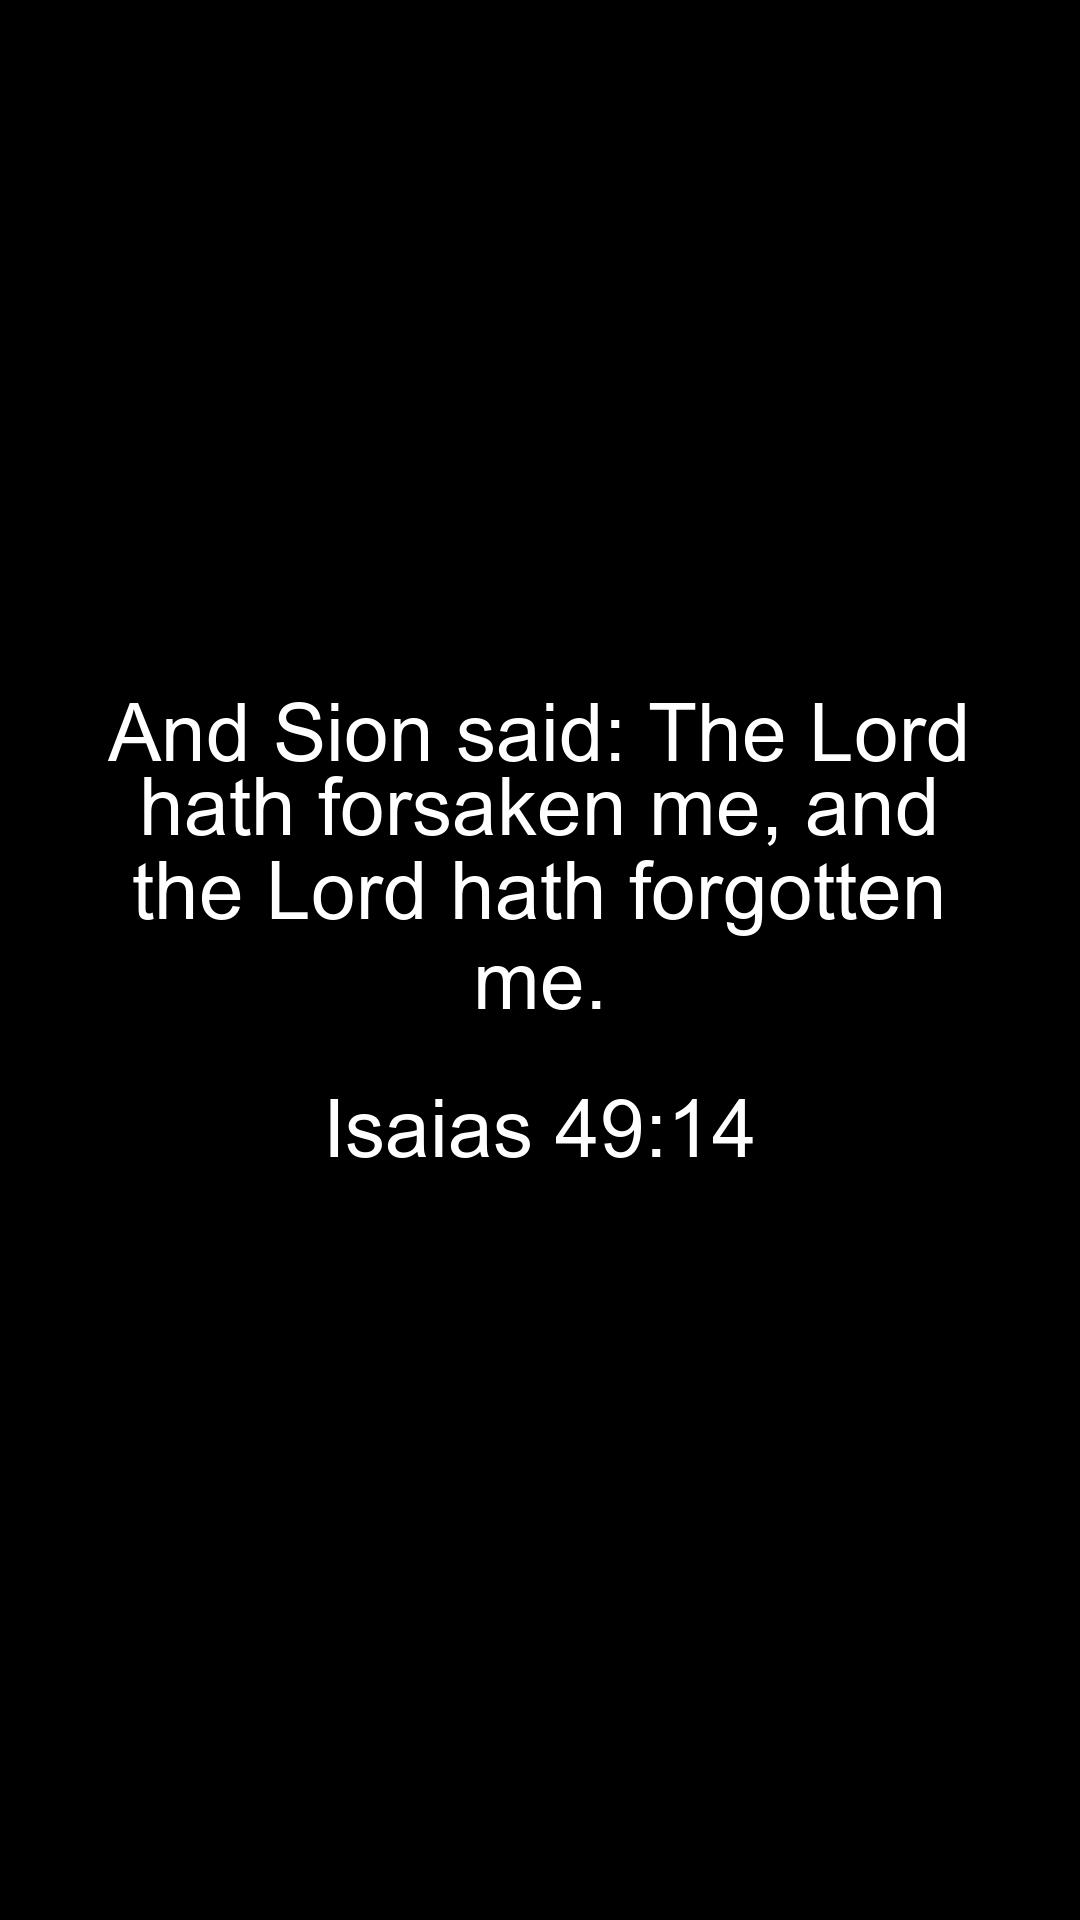 And Sion said: The Lord
hath forsaken me, and
the Lord hath forgotten
me.
Isaias 49:14